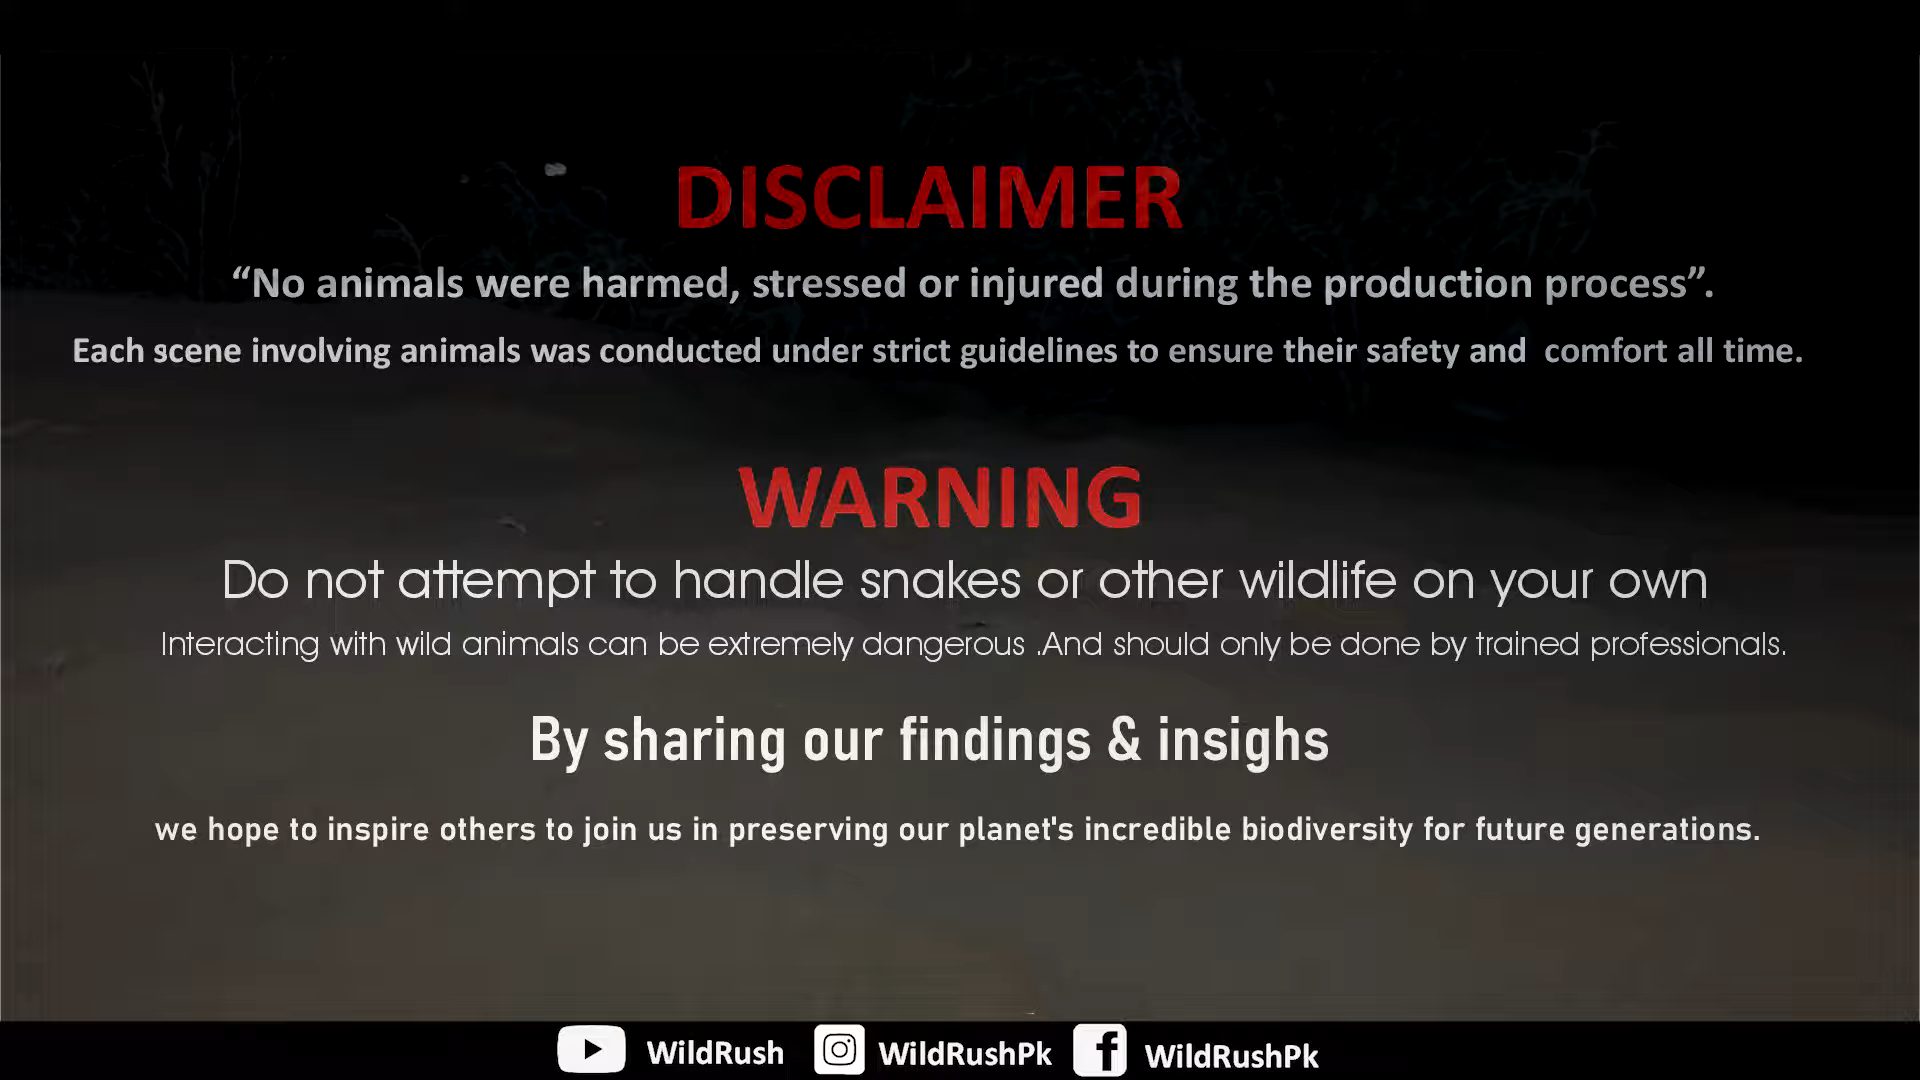 DISCLAIMER
“No animals were harmed, stressed or injured during the production process”.
Each scene involving animals was conducted under strict guidelines to ensure their safety and comfort all time.
WARNING
Do not attempt to handle snakes or other wildlife on your own
Interacting with wild animals can be extremely dangerous .And should only be done by trained professionals.
By sharing our findings & insighs
we hope to inspire others to join us in preserving our planet's incredible biodiversity for future generations.
WildRush WildRushPk WildRushPk